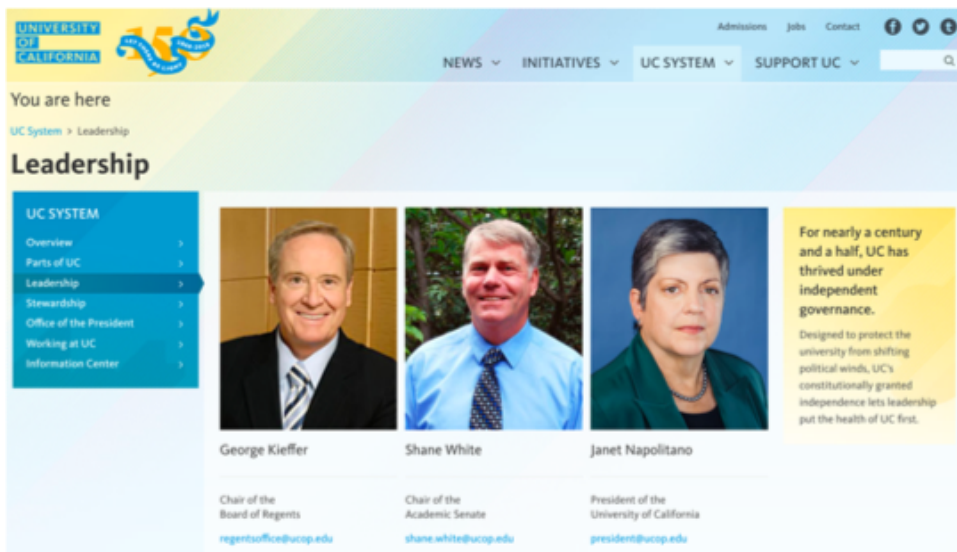 UNIVERSITY
OF
CALIFORNIA
150
Admissions Jobs Contact
NEWS INITIATIVES UC SYSTEM SUPPORT UC
You are here
UC System > Leadership
Leadership
UC SYSTEM
Overview
Parts of UC
Leadership
Stewardship
Office of the President
Working at UC
Information Center
George Kieffer
Chair of the
Board of Regents
regentsoffice@ucop.edu
Shane White
Chair of the
Academic Senate
shane.white@ucop.edu
Janet Napolitano
President of the
University of California
president@ucop.edu
For nearly a century
and a half, UC has
thrived under
independent
governance.
Designed to protect the
university from shifting
political winds, UC's
constitutionally granted
independence lets leadership
put the health of UC first.